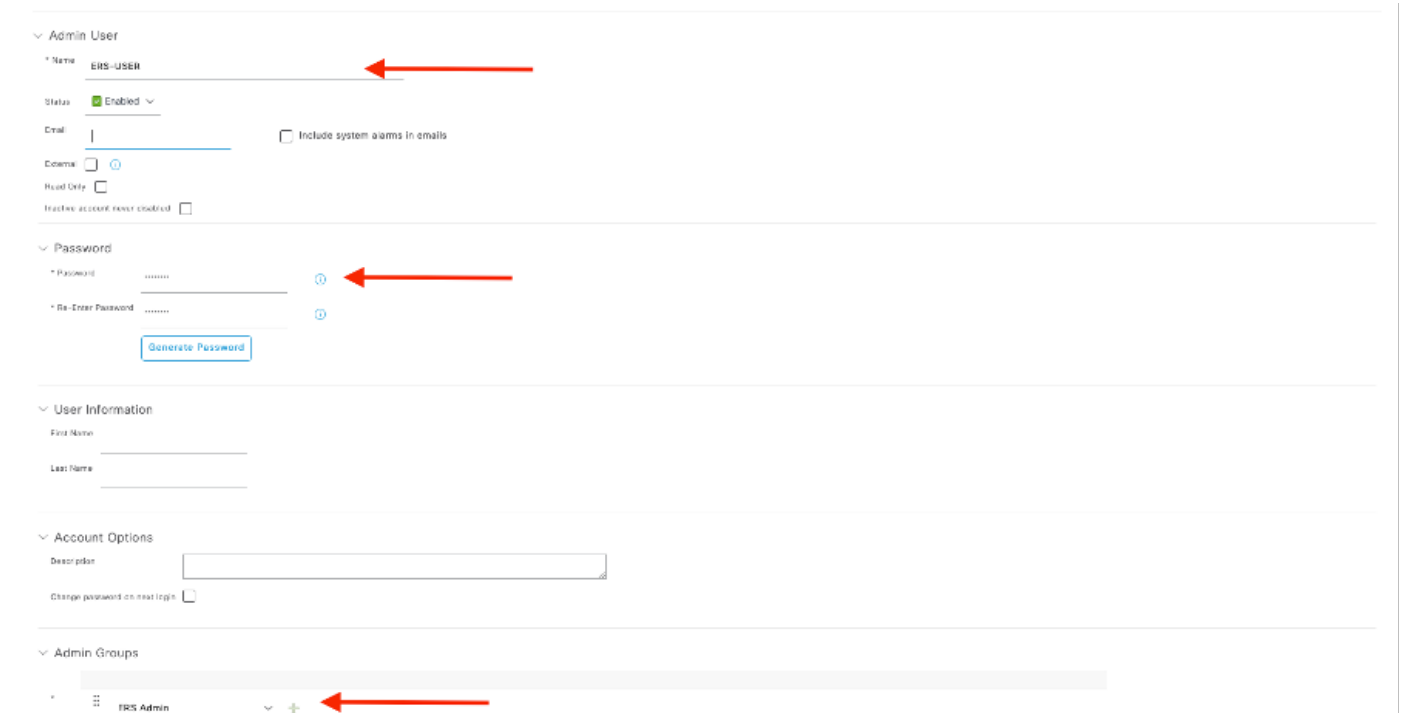 Admin User
* Name ERS-USER
Status Enabled
Email Include system alarms in emails
External
Read Only
Inactive account never disabled
Password
* Password ········
* Re-Enter Password ········
Generate Password
User Information
First Name
Last Name
Account Options
Description
Change password on next login
Admin Groups
* ERS Admin